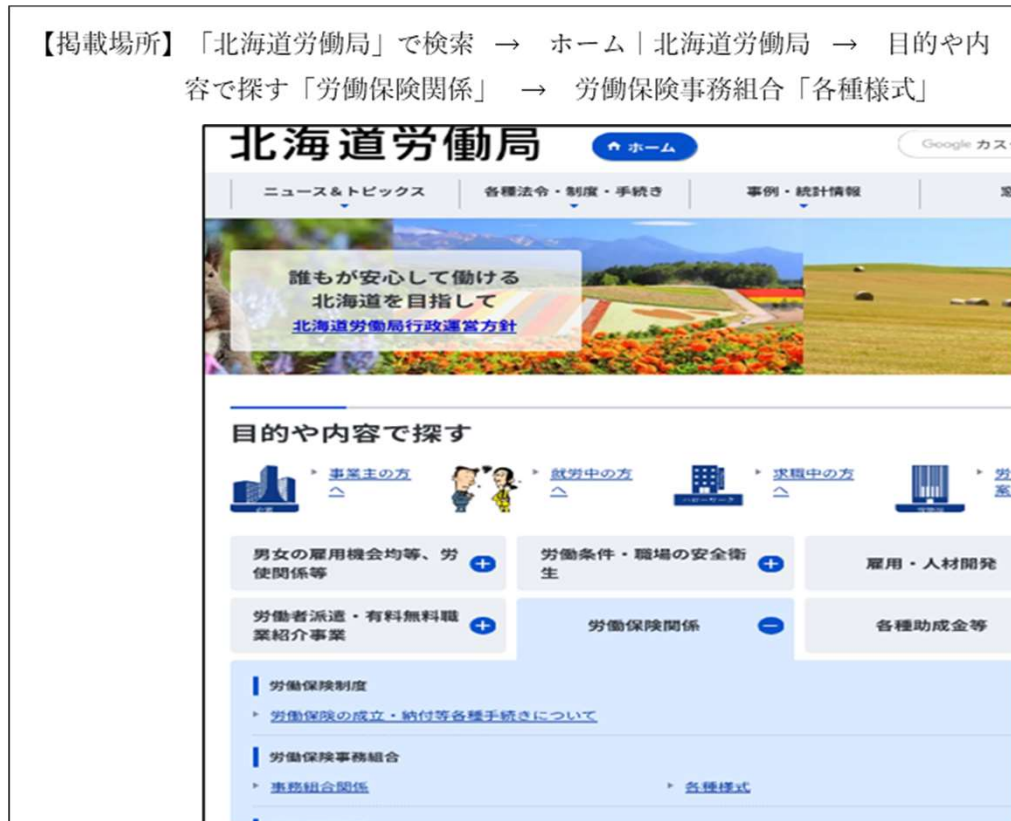 【掲載場所】「北海道労働局」で検索 → ホーム｜北海道労働局 → 目的や内
容で探す「労働保険関係」 → 労働保険事務組合「各種様式」
北海道労働局
ホーム
Google カス
ニュース＆トピックス
各種法令・制度・手続き
事例・統計情報
誰もが安心して働ける
北海道を目指して
北海道労働局行政運営方針
目的や内容で探す
事業主の方
へ
就労中の方
へ
ハローワーク
求職中の方
へ
男女の雇用機会均等、労
使関係等
労働条件・職場の安全衛
生
雇用・人材開発
労働者派遣・有料無料職
業紹介事業
労働保険関係
各種助成金等
労働保険制度
労働保険の成立・納付等各種手続きについて
労働保険事務組合
事務組合関係
各種様式